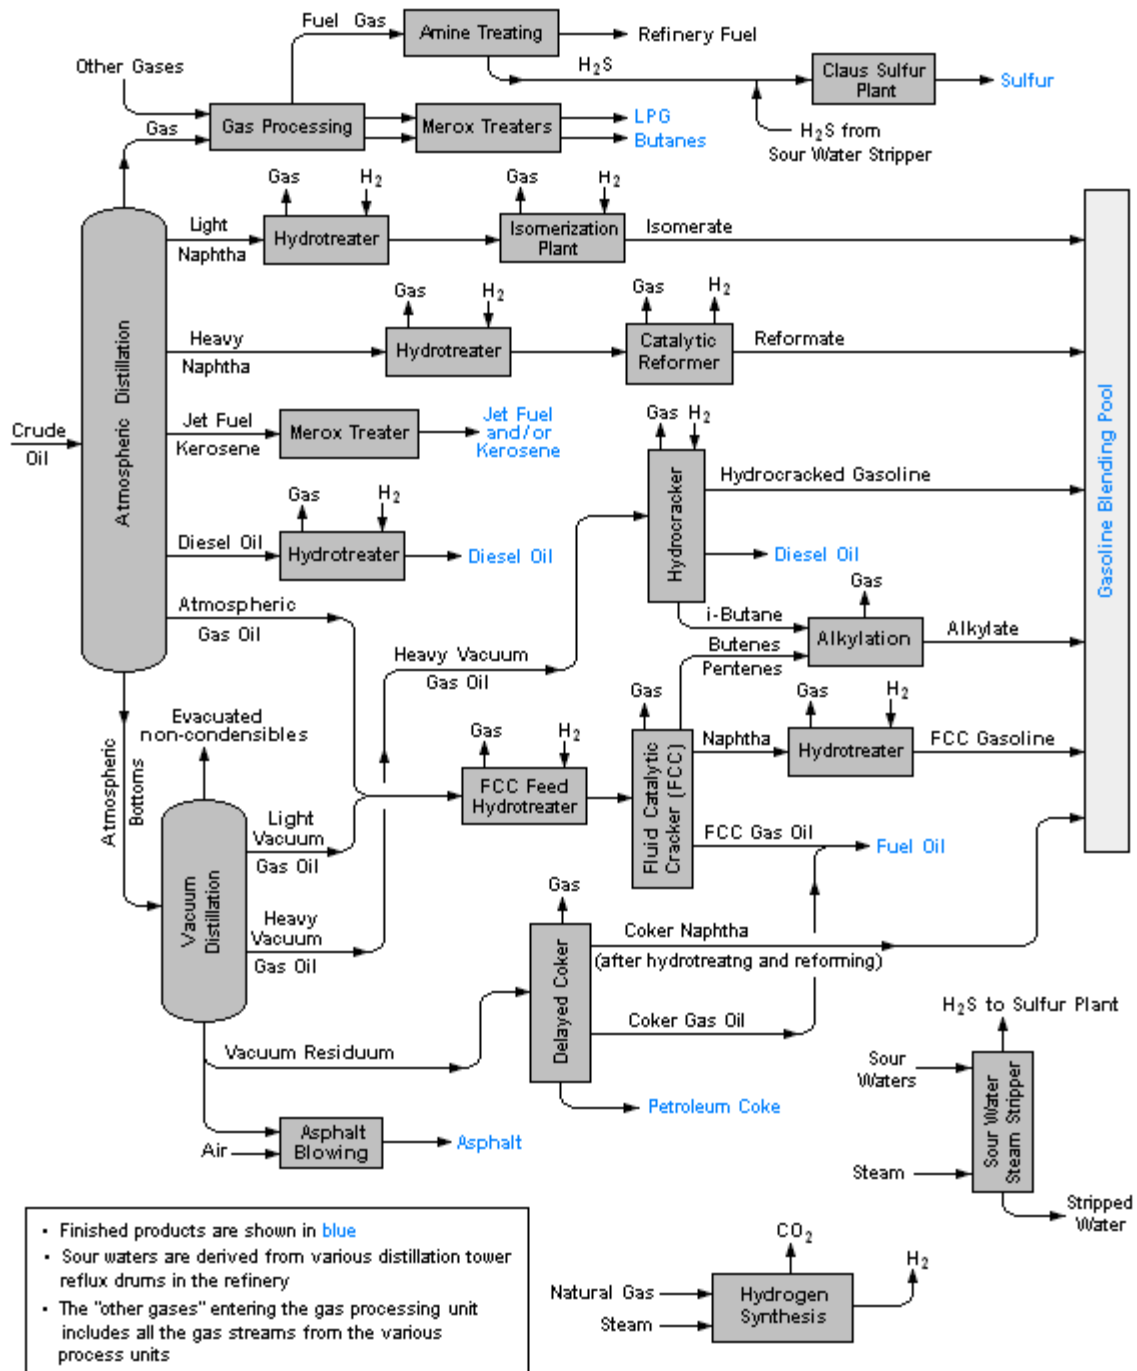 Fuel Gas
Amine Treating
Refinery Fuel
Other Gases
H2S
Claus Sulfur
Plant
Sulfur
Gas
Gas Processing
Merox Treaters
LPG
Butanes
H2S from
Sour Water Stripper
Gas
H2
Gas
H2
Light
Naphtha
Hydrotreater
Isomerization
Plant
Isomerate
Gas
H2
Gas
H2
Heavy
Naphtha
Hydrotreater
Catalytic
Reformer
Reformate
Atmospheric Distillation
Gasoline Blending Pool
Crude
Oil
Jet Fuel
Kerosene
Merox Treater
Jet Fuel
and/or
Kerosene
Gas
H2
Hydrocracker
Hydrocracked Gasoline
Gas
H2
Diesel Oil
Hydrotreater
Diesel Oil
Diesel Oil
Atmospheric
Gas Oil
i-Butane
Gas
Alkylation
Alkylate
Butenes
Pentenes
Heavy Vacuum
Gas Oil
Evacuated
non-condensibles
Atmospheric
Bottoms
Gas
H2
FCC Feed
Hydrotreater
Gas
Fluid Catalytic
Cracker (FCC)
Naphtha
Gas
H2
Hydrotreater
FCC Gasoline
Light
Vacuum
Gas Oil
FCC Gas Oil
Fuel Oil
Vacuum
Distillation
Heavy
Vacuum
Gas Oil
Gas
Delayed Coker
Coker Naphtha
(after hydrotreatng and reforming)
Coker Gas Oil
Vacuum Residuum
Petroleum Coke
Air
Asphalt
Blowing
Asphalt
H2S to Sulfur Plant
Sour
Waters
Sour Water
Steam Stripper
Steam
Stripped
Water
• Finished products are shown in blue
• Sour waters are derived from various distillation tower
reflux drums in the refinery
• The "other gases" entering the gas processing unit
includes all the gas streams from the various
process units
CO2
H2
Natural Gas
Steam
Hydrogen
Synthesis